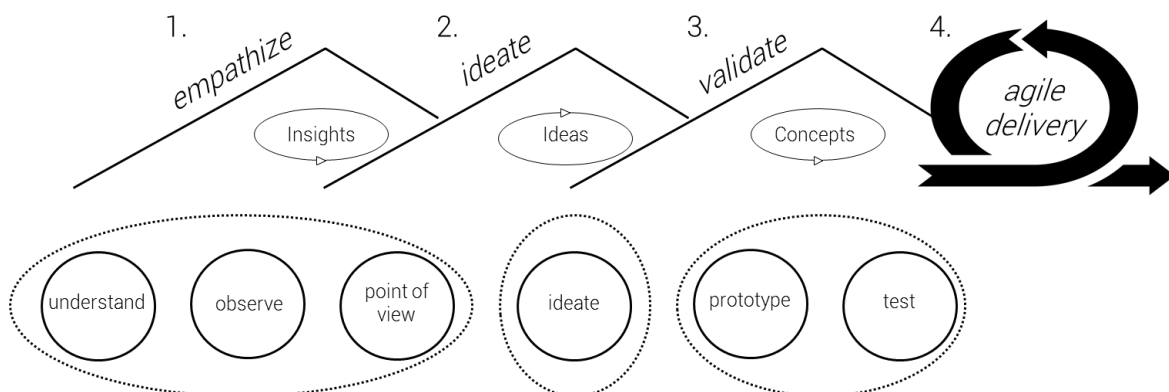 1.
empathize
2.
ideate
3.
validate
4.
agile
delivery
Insights
Ideas
Concepts
understand
observe
point of
view
ideate
prototype
test